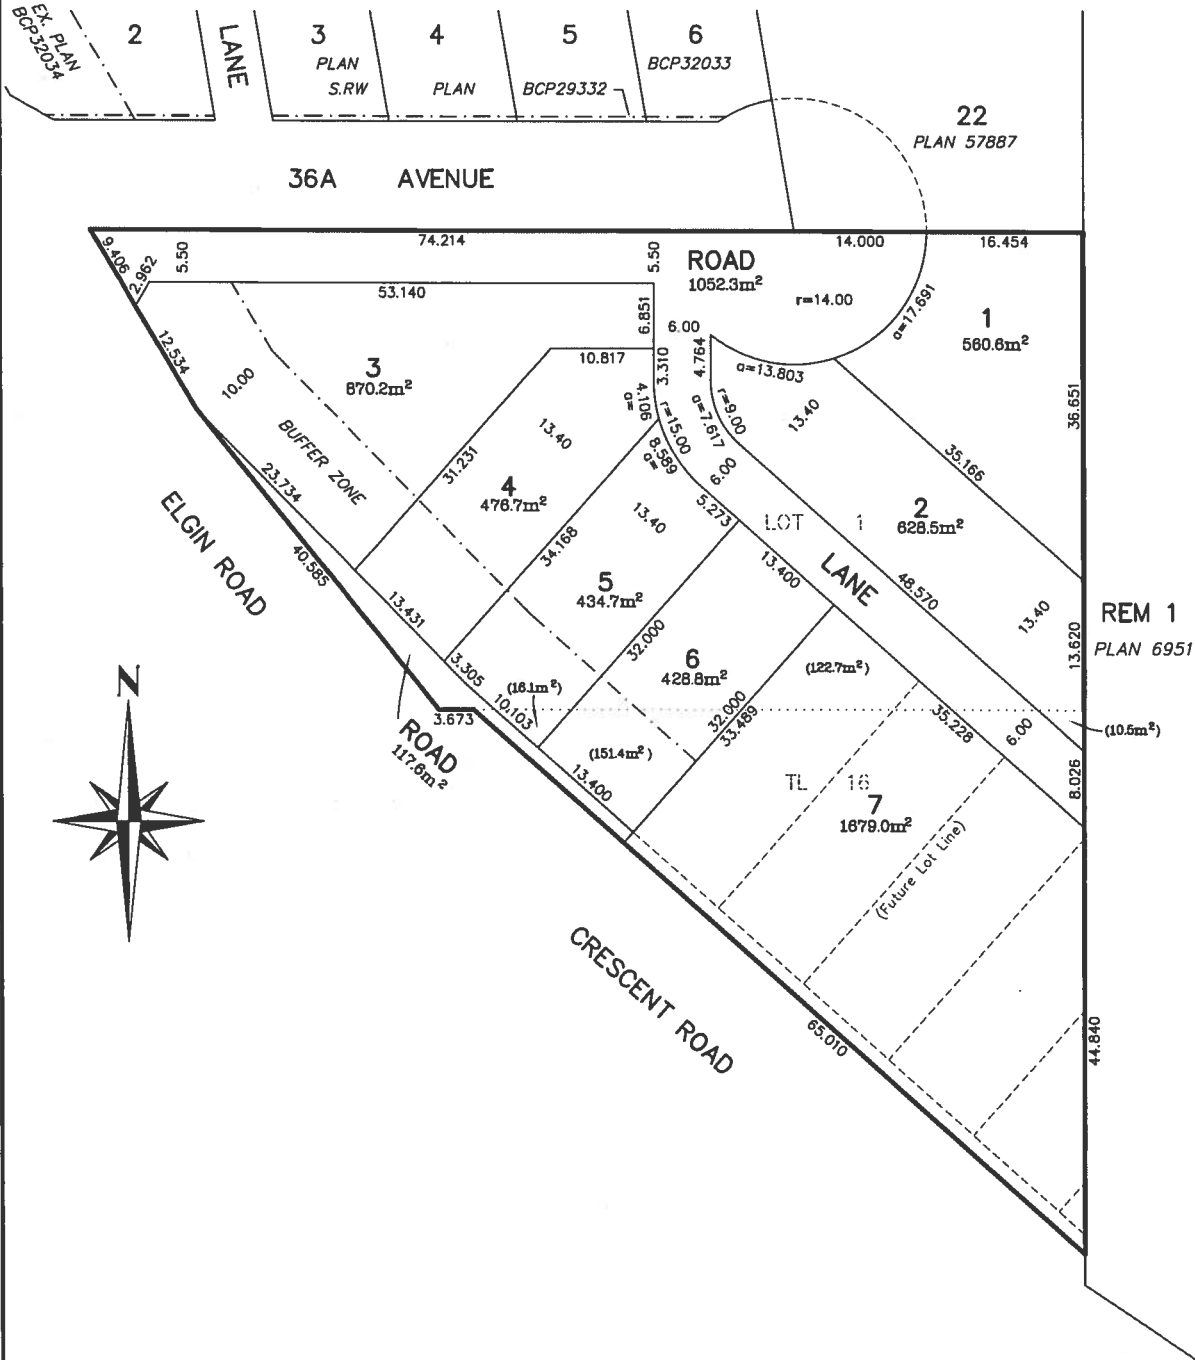 EX. PLAN
BCP32034
2
LANE
3
PLAN
S.RW
4
PLAN
5
BCP29332
6
BCP32033
22
PLAN 57887
36A AVENUE
9.406
2.962
5.50
74.214
5.50
ROAD
1052.3m²
14.000
16.454
r=14.00
a=17.691
1
560.6m²
53.140
6.851
6.00
4.764
a=13.803
12.534
10.00
3
870.2m²
10.817
3.310
4.106
a=
r=15.00
8.589
a=
r=9.00
a=7.617
6.00
13.40
35.166
36.651
BUFFER ZONE
23.734
31.231
13.40
4
476.7m²
5.273
13.40
LOT 1
2
628.5m²
ELGIN ROAD
40.585
34.168
5
434.7m²
13.400
LANE
48.570
13.40
REM 1
PLAN 6951
13.620
13.431
3.305
32.000
6
428.8m²
(122.7m²)
N
(16.1m²)
10.103
3.673
32.000
33.489
35.228
6.00
(10.5m²)
ROAD
117.6m²
(151.4m²)
13.400
TL 16
7
1679.0m²
8.026
(Future Lot Line)
CRESCENT ROAD
65.010
44.840